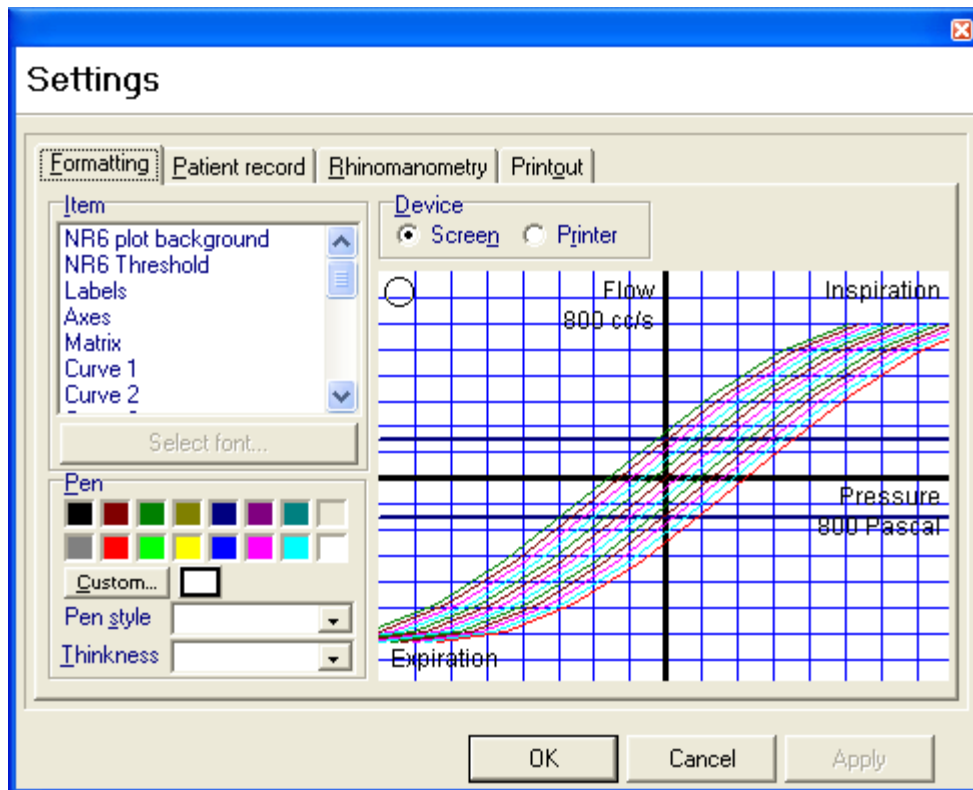 Settings
Formatting
Patient record
Rhinomanometry
Printout
Item
NR6 plot background
NR6 Threshold
Labels
Axes
Matrix
Curve 1
Curve 2
Select font...
Pen
Custom...
Pen style
Thinkness
Device
Screen
Printer
Flow
800 cc/s
Inspiration
Pressure
800 Pascal
Expiration
OK
Cancel
Apply